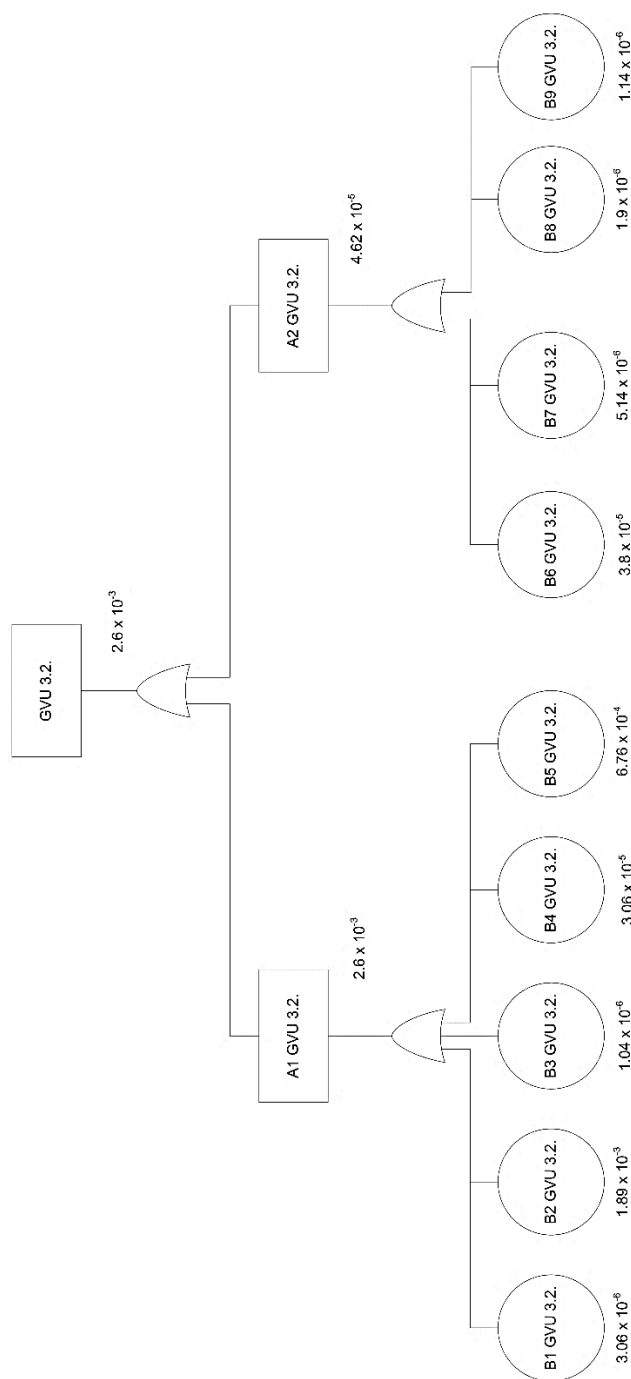 GVU 3.2.
2.6 x 10⁻³
A1 GVU 3.2.
2.6 x 10⁻³
A2 GVU 3.2.
4.62 x 10⁻⁵
B1 GVU 3.2.
3.06 x 10⁻⁶
B2 GVU 3.2.
1.89 x 10⁻³
B3 GVU 3.2.
1.04 x 10⁻⁶
B4 GVU 3.2.
3.06 x 10⁻⁵
B5 GVU 3.2.
6.76 x 10⁻⁴
B6 GVU 3.2.
3.8 x 10⁻⁵
B7 GVU 3.2.
5.14 x 10⁻⁶
B8 GVU 3.2.
1.9 x 10⁻⁶
B9 GVU 3.2.
1.14 x 10⁻⁶